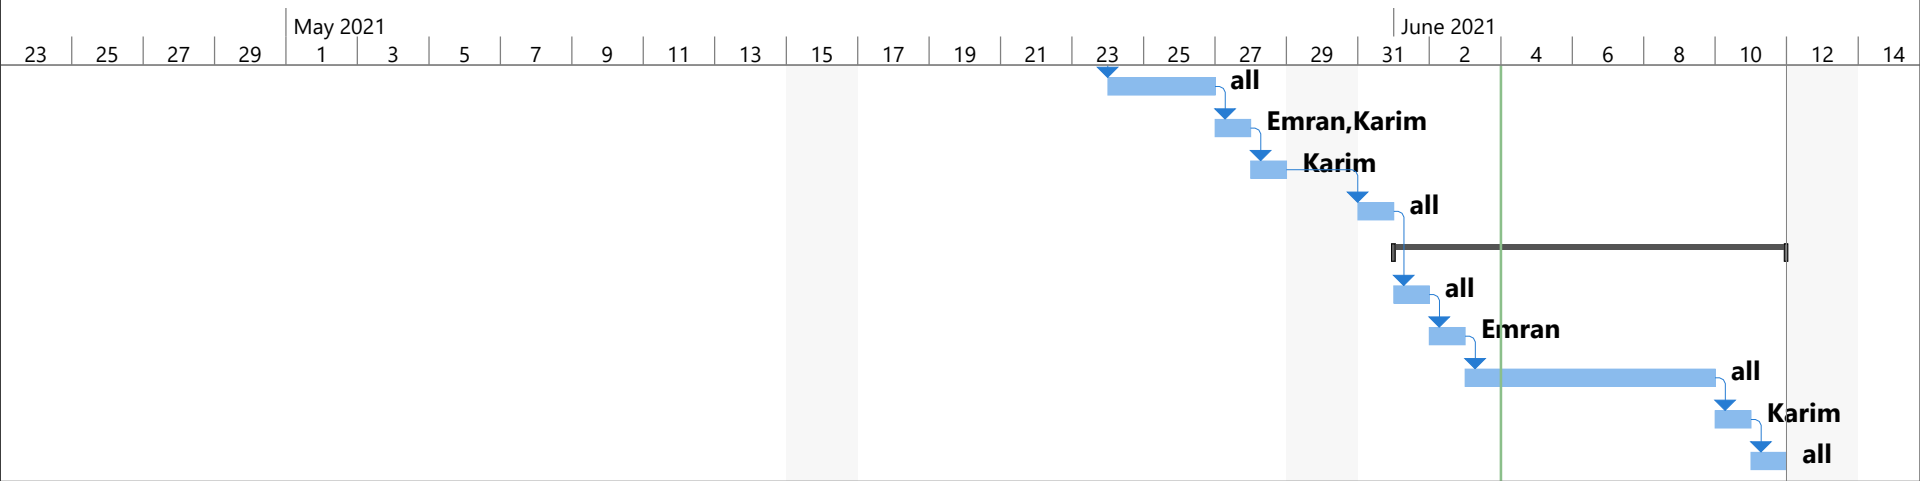 May 2021 June 2021
23 25 27 29 1 3 5 7 9 11 13 15 17 19 21 23 25 27 29 31 2 4 6 8 10 12 14
all
Emran,Karim
Karim
all
all
Emran
all
Karim
all